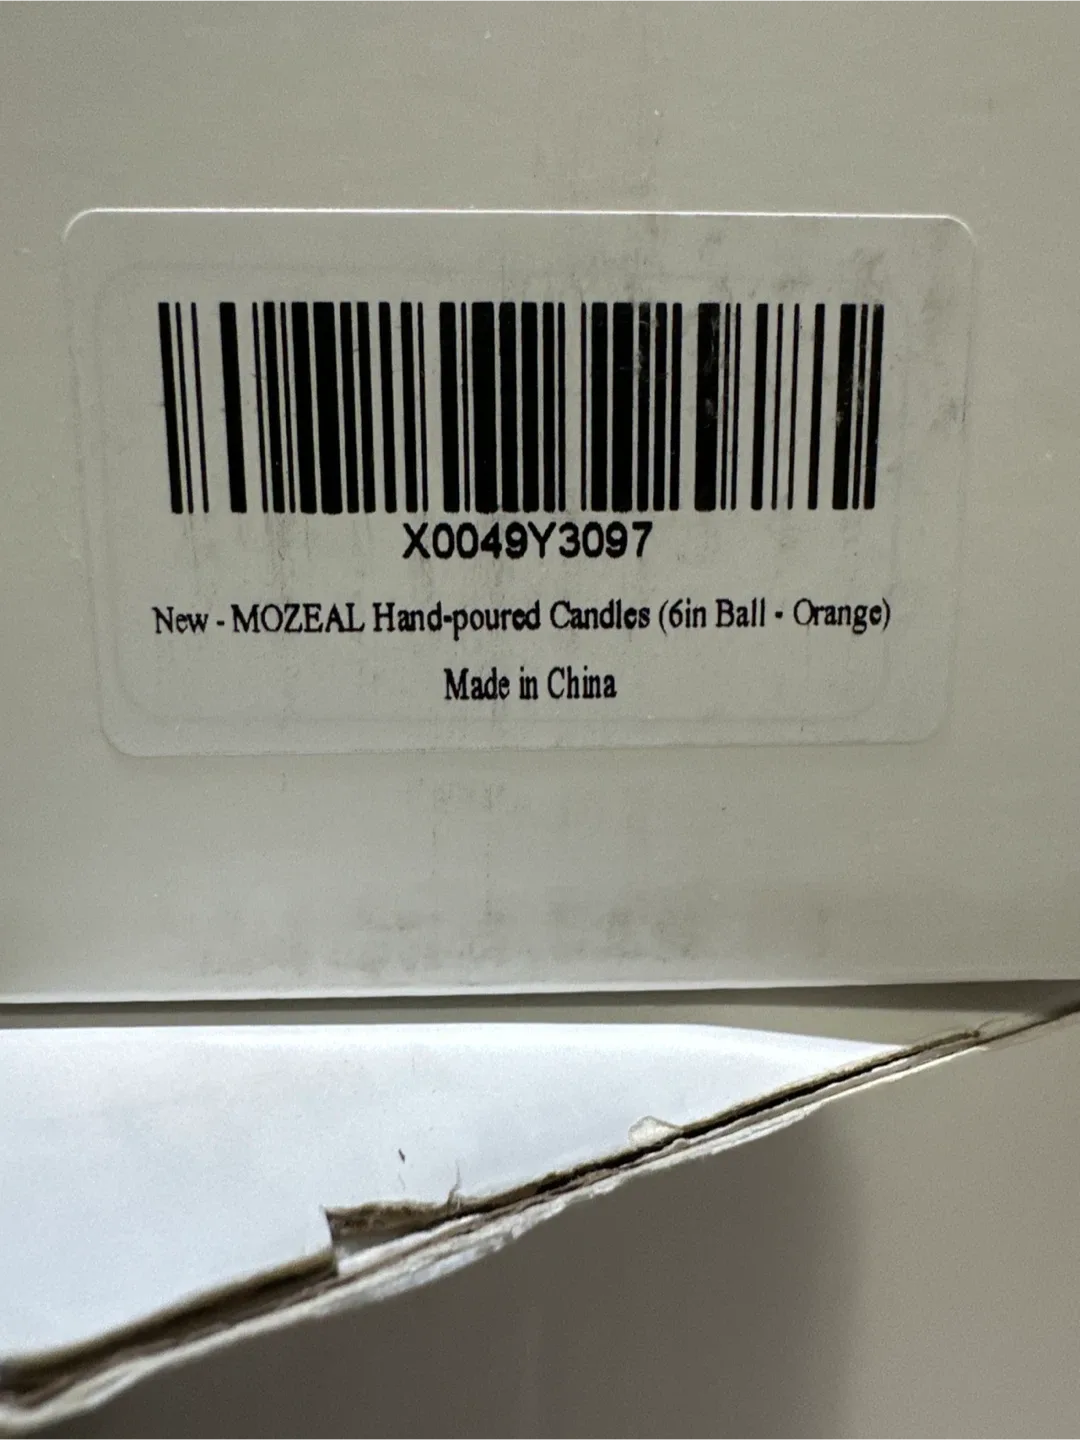 X0049Y3097
New - MOZEAL Hand-poured Candles (6in Ball - Orange)
Made in China